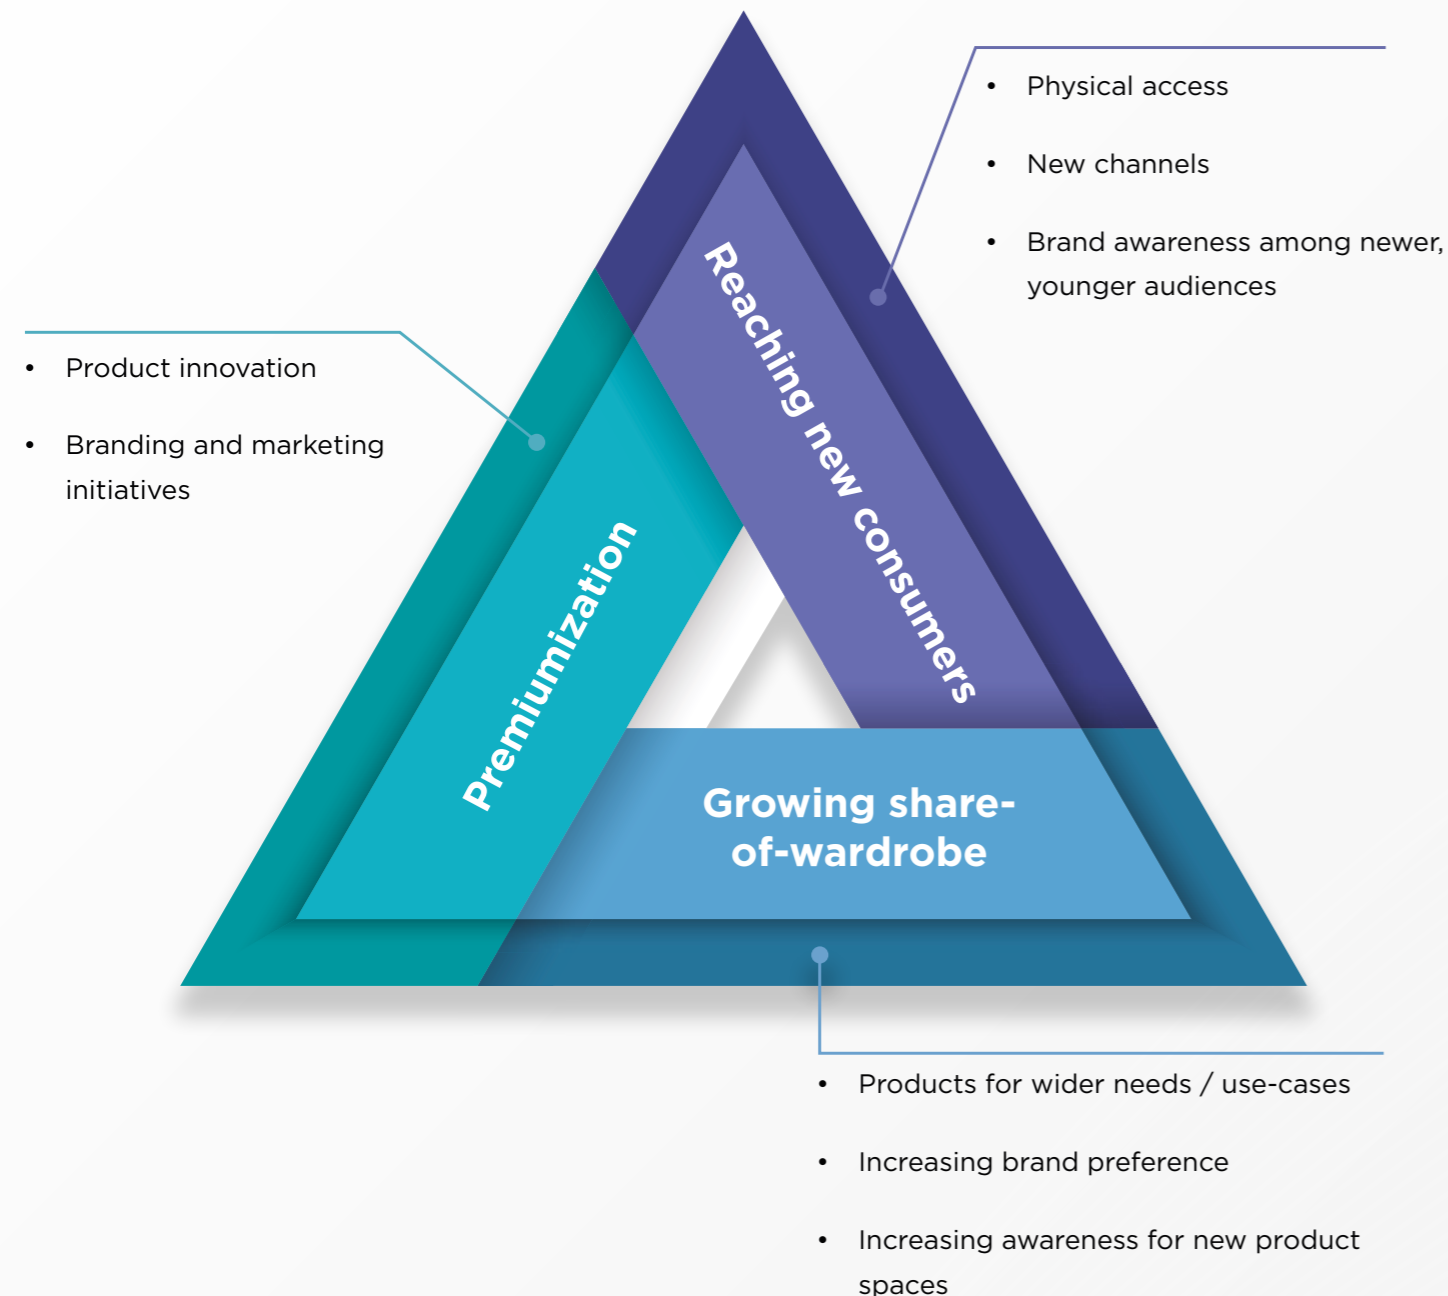 • Physical access
• New channels
• Brand awareness among newer,
younger audiences
Reaching new consumers
• Product innovation
• Branding and marketing
initiatives
Premiumization
Growing share-
of-wardrobe
• Products for wider needs / use-cases
• Increasing brand preference
• Increasing awareness for new product
spaces